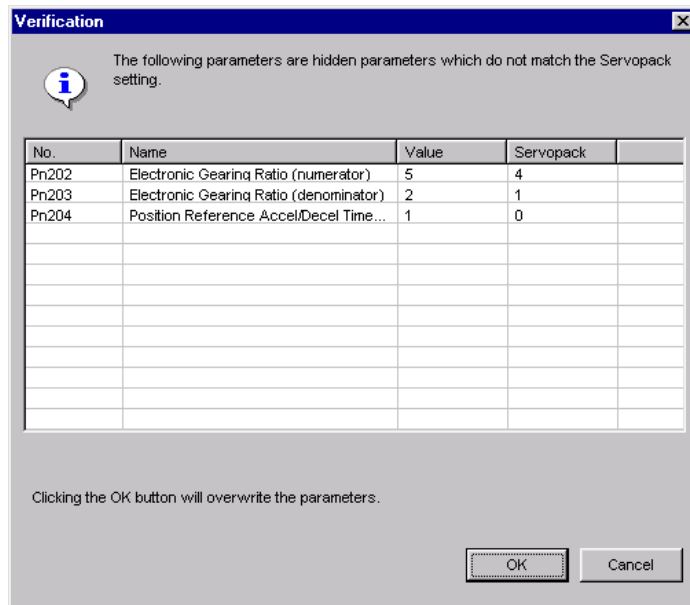 Verification
The following parameters are hidden parameters which do not match the Servopack
setting.
No. Name Value Servopack
Pn202 Electronic Gearing Ratio (numerator) 5 4
Pn203 Electronic Gearing Ratio (denominator) 2 1
Pn204 Position Reference Accel/Decel Time... 1 0
Clicking the OK button will overwrite the parameters.
OK Cancel